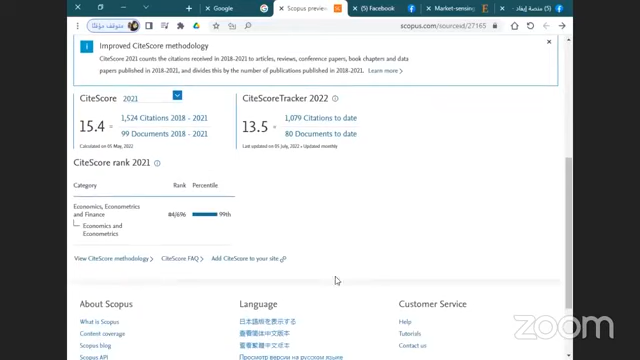 Google
Scopus preview
(5) Facebook
Market-sensing
منصة إيفاد
متوقف مؤقتًا
scopus.com/sourceid/27165
Improved CiteScore methodology
CiteScore 2021 counts the citations received in 2018-2021 to articles, reviews, conference papers, book chapters and data
papers published in 2018-2021, and divides this by the number of publications published in 2018-2021. Learn more
CiteScore 2021
15.4 =
1,524 Citations 2018 - 2021
99 Documents 2018 - 2021
Calculated on 05 May, 2022
CiteScoreTracker 2022
13.5 =
1,079 Citations to date
80 Documents to date
Last updated on 05 July, 2022 • Updated monthly
CiteScore rank 2021
Category Rank Percentile
Economics, Econometrics
and Finance
Economics and
Econometrics
#4/696 99th
View CiteScore methodology CiteScore FAQ Add CiteScore to your site
About Scopus
What is Scopus
Content coverage
Scopus blog
Scopus API
Language
日本語版を表示する
查看简体中文版本
查看繁體中文版本
Просмотр версии на русском языке
Customer Service
Help
Tutorials
Contact us
zoom